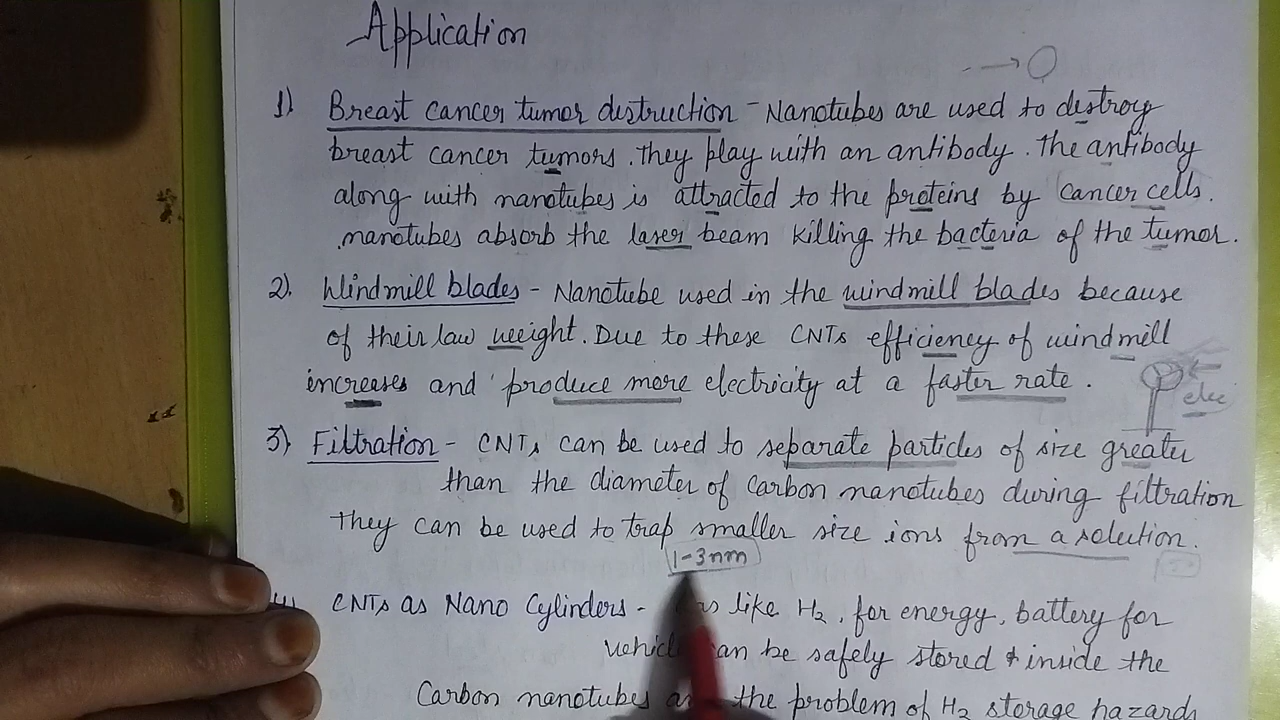 Application
1) Breast cancer tumor destruction - Nanotubes are used to destroy
breast cancer tumors. They play with an antibody. The antibody
along with nanotubes is attracted to the proteins by cancer cells.
nanotubes absorb the laser beam killing the bacteria of the tumor.
2). Windmill blades - Nanotube used in the windmill blades because
of their law weight. Due to these CNTs efficiency of windmill
increases and produce more electricity at a faster rate.
elec
3) Filtration - CNTs can be used to separate particles of size greater
than the diameter of carbon nanotubes during filtration
They can be used to trap smaller size ions from a solution.
1-3nm
4) CNTs as Nano Cylinders - like H2, for energy, battery for
can be safely stored & inside the
Carbon nanotubes the problem of H2 storage hazards